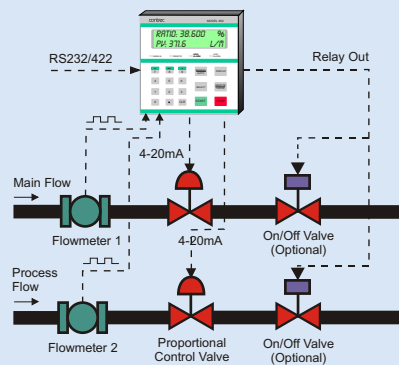 contrec
RATIO: 38.600 %
PV: 371.6 L/M
RS232/422
Relay Out
4-20mA
Main Flow
Flowmeter 1
4-20mA
On/Off Valve
(Optional)
Process
Flow
Flowmeter 2
Proportional
Control Valve
On/Off Valve
(Optional)